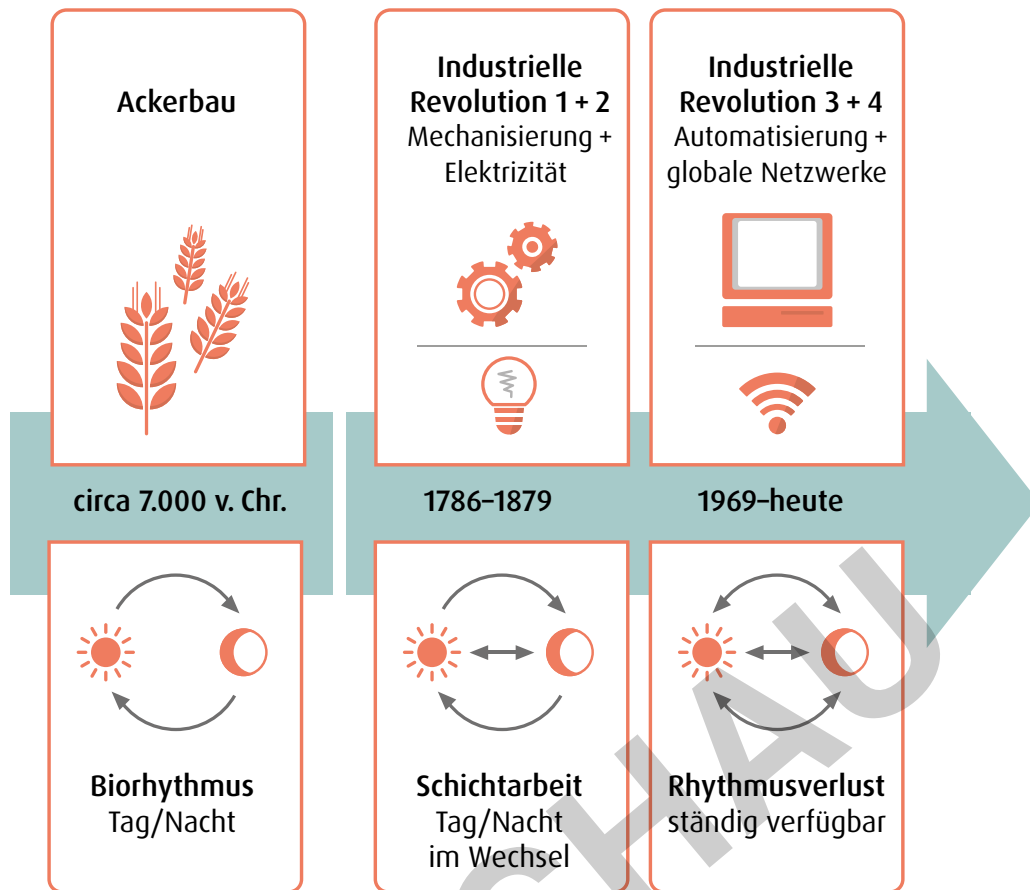 Ackerbau
Industrielle
Revolution 1 + 2
Mechanisierung +
Elektrizität
Industrielle
Revolution 3 + 4
Automatisierung +
globale Netzwerke
circa 7.000 v. Chr.
1786–1879
1969–heute
Biorhythmus
Tag/Nacht
Schichtarbeit
Tag/Nacht
im Wechsel
Rhythmusverlust
ständig verfügbar
CHAU